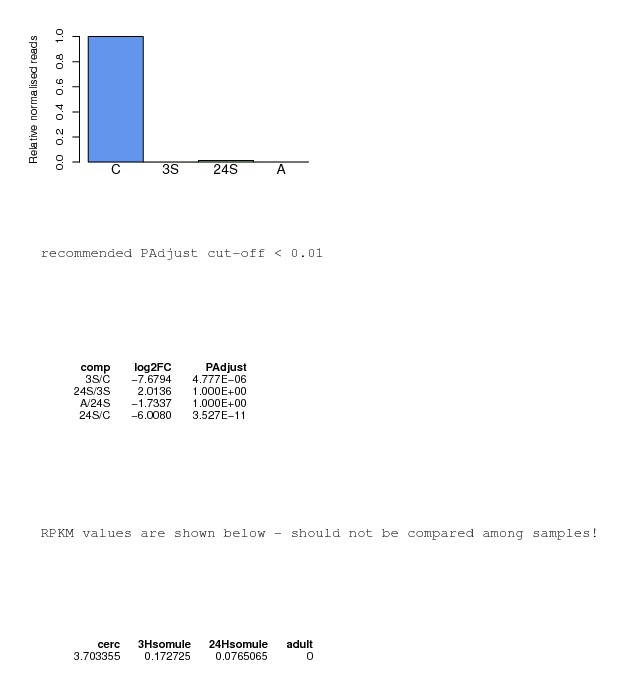 Relative normalised reads
1.0
0.8
0.6
0.4
0.2
0.0
C 3S 24S A
recommended PAdjust cut-off < 0.01
comp log2FC PAdjust
3S/C −7.6794 4.777E−06
24S/3S 2.0136 1.000E+00
A/24S −1.7337 1.000E+00
24S/C −6.0080 3.527E−11
RPKM values are shown below - should not be compared among samples!
cerc 3Hsomule 24Hsomule adult
3.703355 0.172725 0.0765065 0